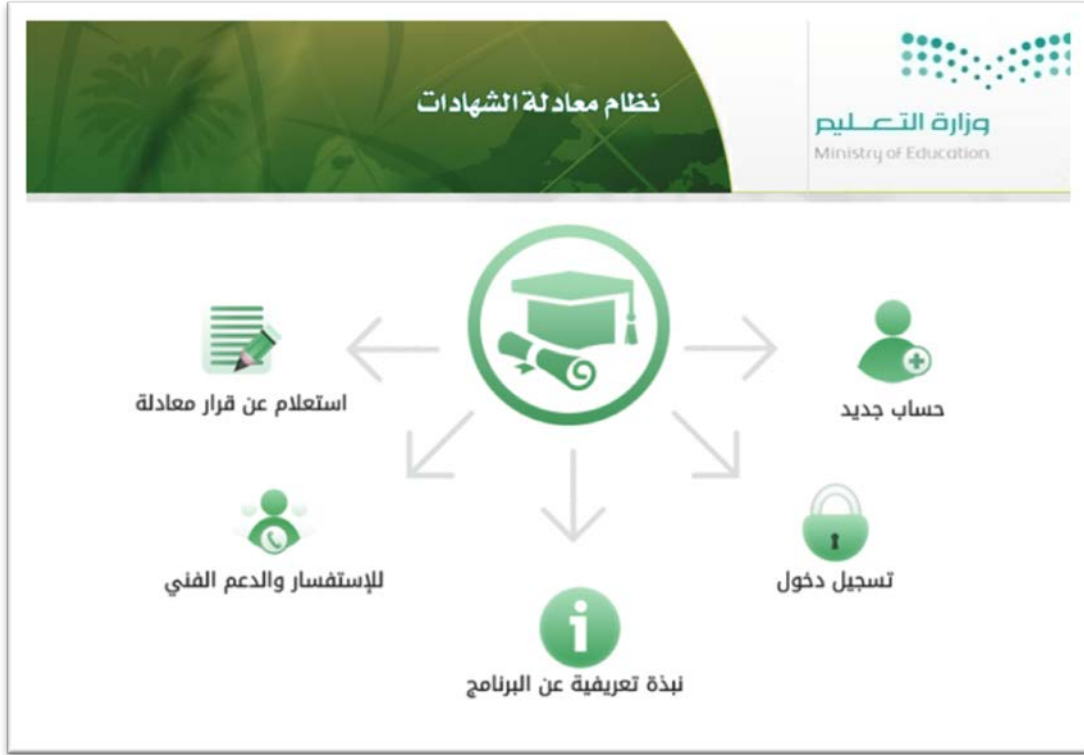 وزارة التعليم
Ministry of Education
نظام معادلة الشهادات
حساب جديد
استعلام عن قرار معادلة
تسجيل دخول
للإستفسار والدعم الفني
نبذة تعريفية عن البرنامج